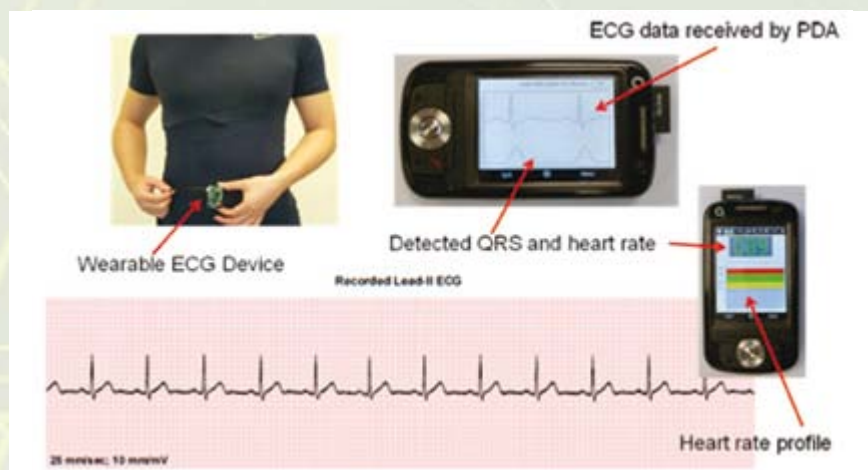 ECG data received by PDA
Detected QRS and heart rate
Wearable ECG Device
Recorded Lead-II ECG
Heart rate profile
25 mm/sec; 10 mm/mV